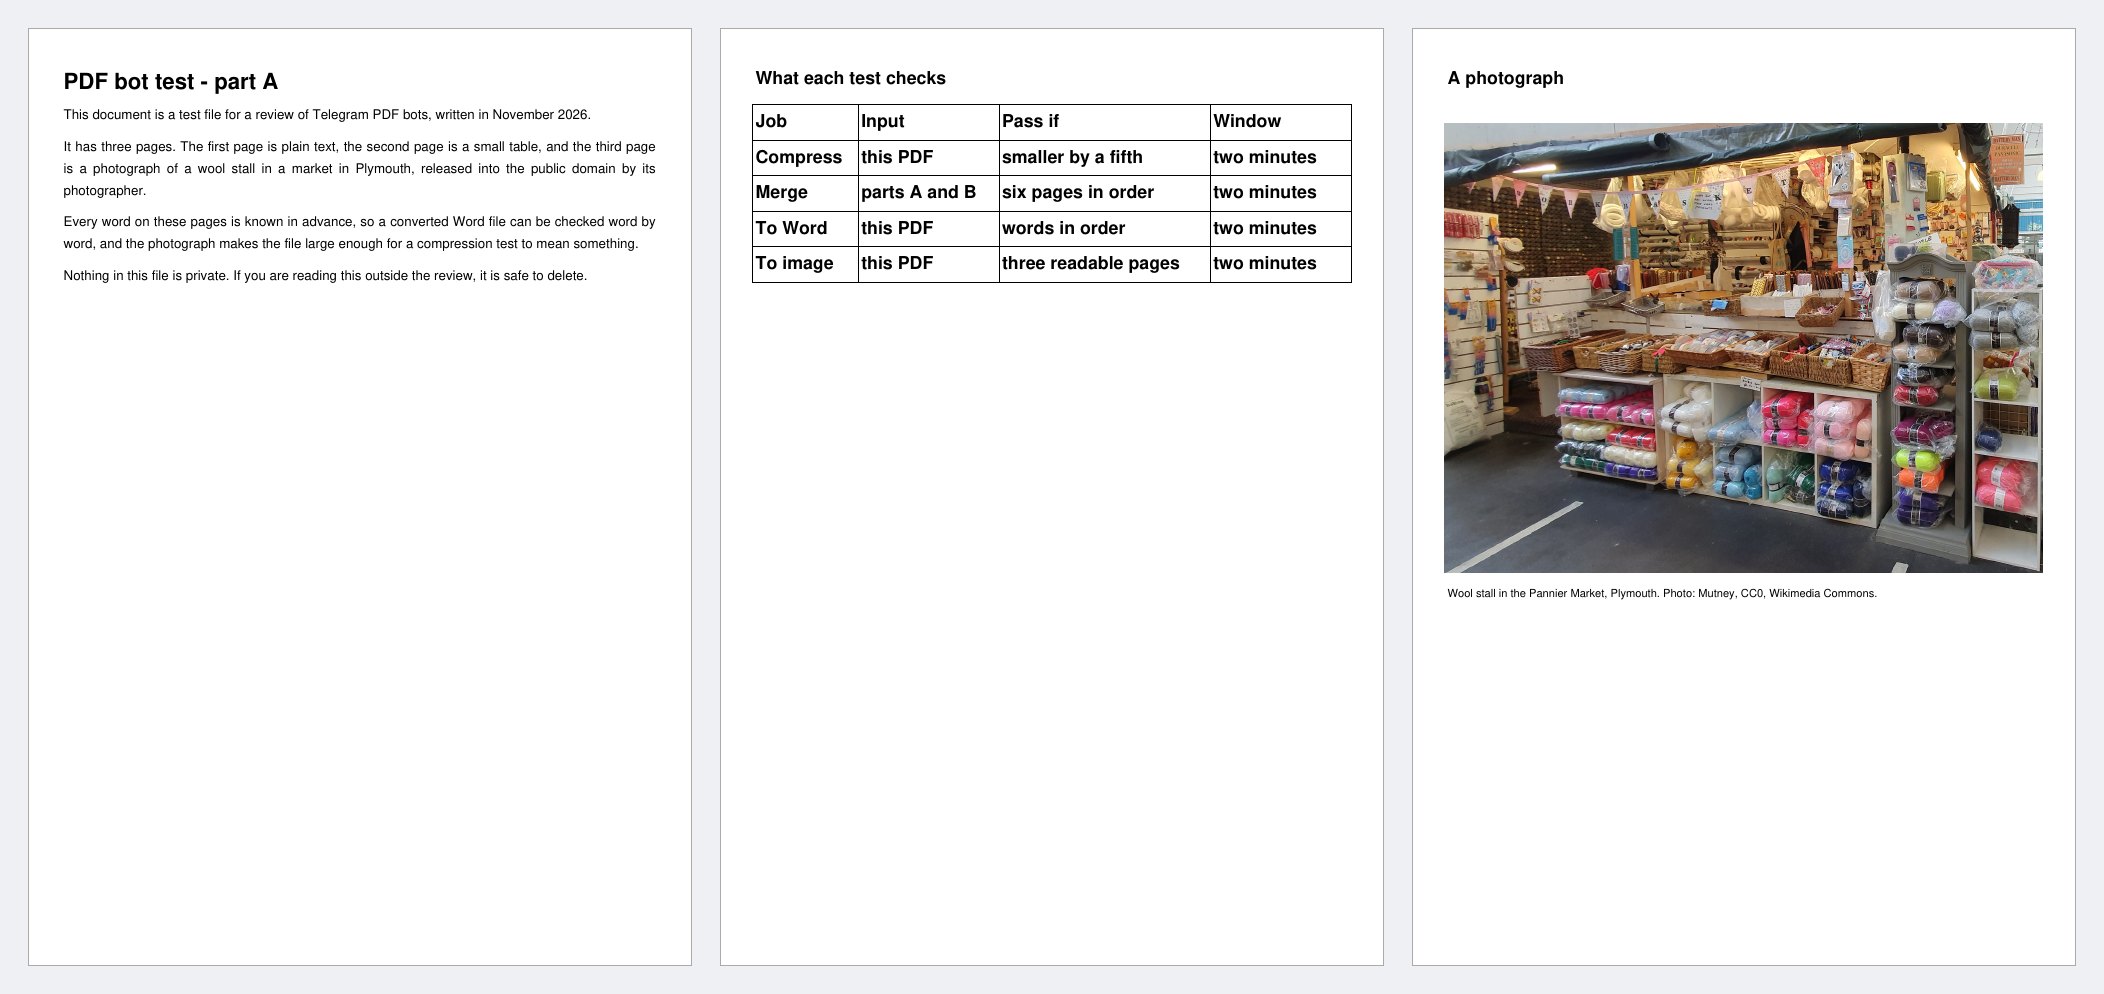 PDF bot test - part A
This document is a test file for a review of Telegram PDF bots, written in November 2026.
It has three pages. The first page is plain text, the second page is a small table, and the third page
is a photograph of a wool stall in a market in Plymouth, released into the public domain by its
photographer.
Every word on these pages is known in advance, so a converted Word file can be checked word by
word, and the photograph makes the file large enough for a compression test to mean something.
Nothing in this file is private. If you are reading this outside the review, it is safe to delete.
What each test checks
Job Input Pass if Window
Compress this PDF smaller by a fifth two minutes
Merge parts A and B six pages in order two minutes
To Word this PDF words in order two minutes
To image this PDF three readable pages two minutes
A photograph
Wool stall in the Pannier Market, Plymouth. Photo: Mutney, CC0, Wikimedia Commons.